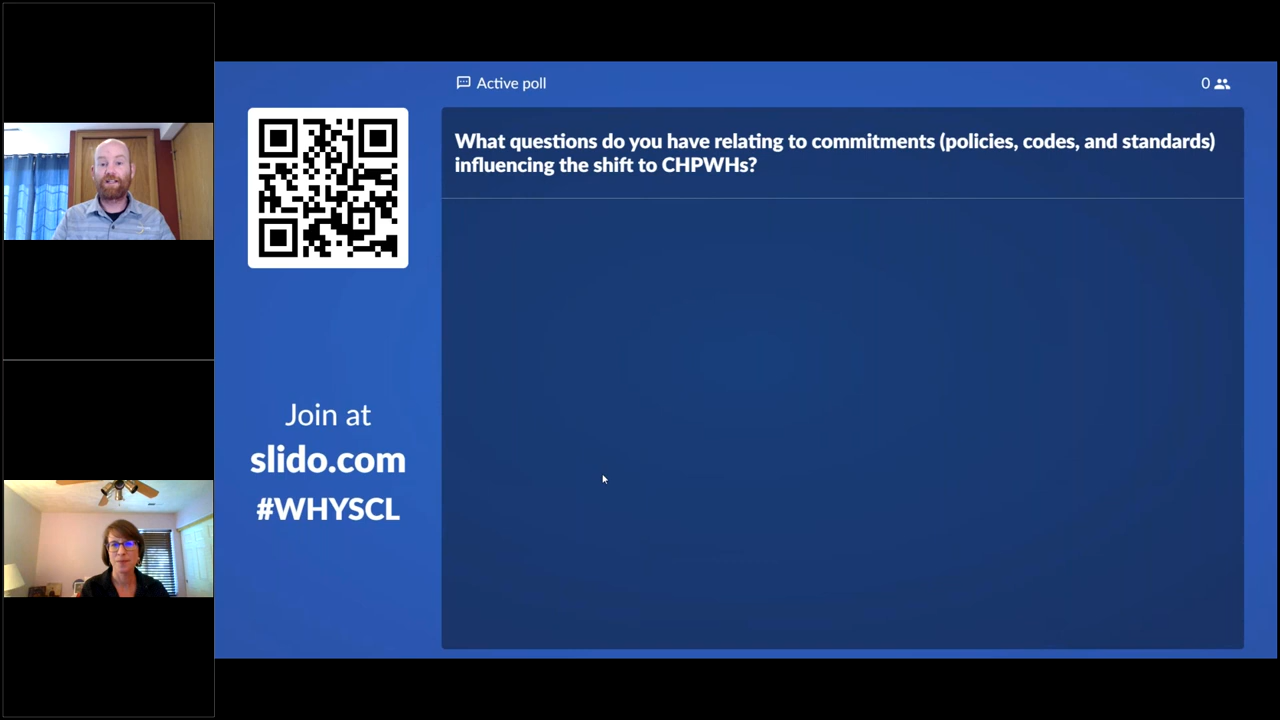 Active poll
0
What questions do you have relating to commitments (policies, codes, and standards)
influencing the shift to CHPWHs?
Join at
slido.com
#WHYSCL